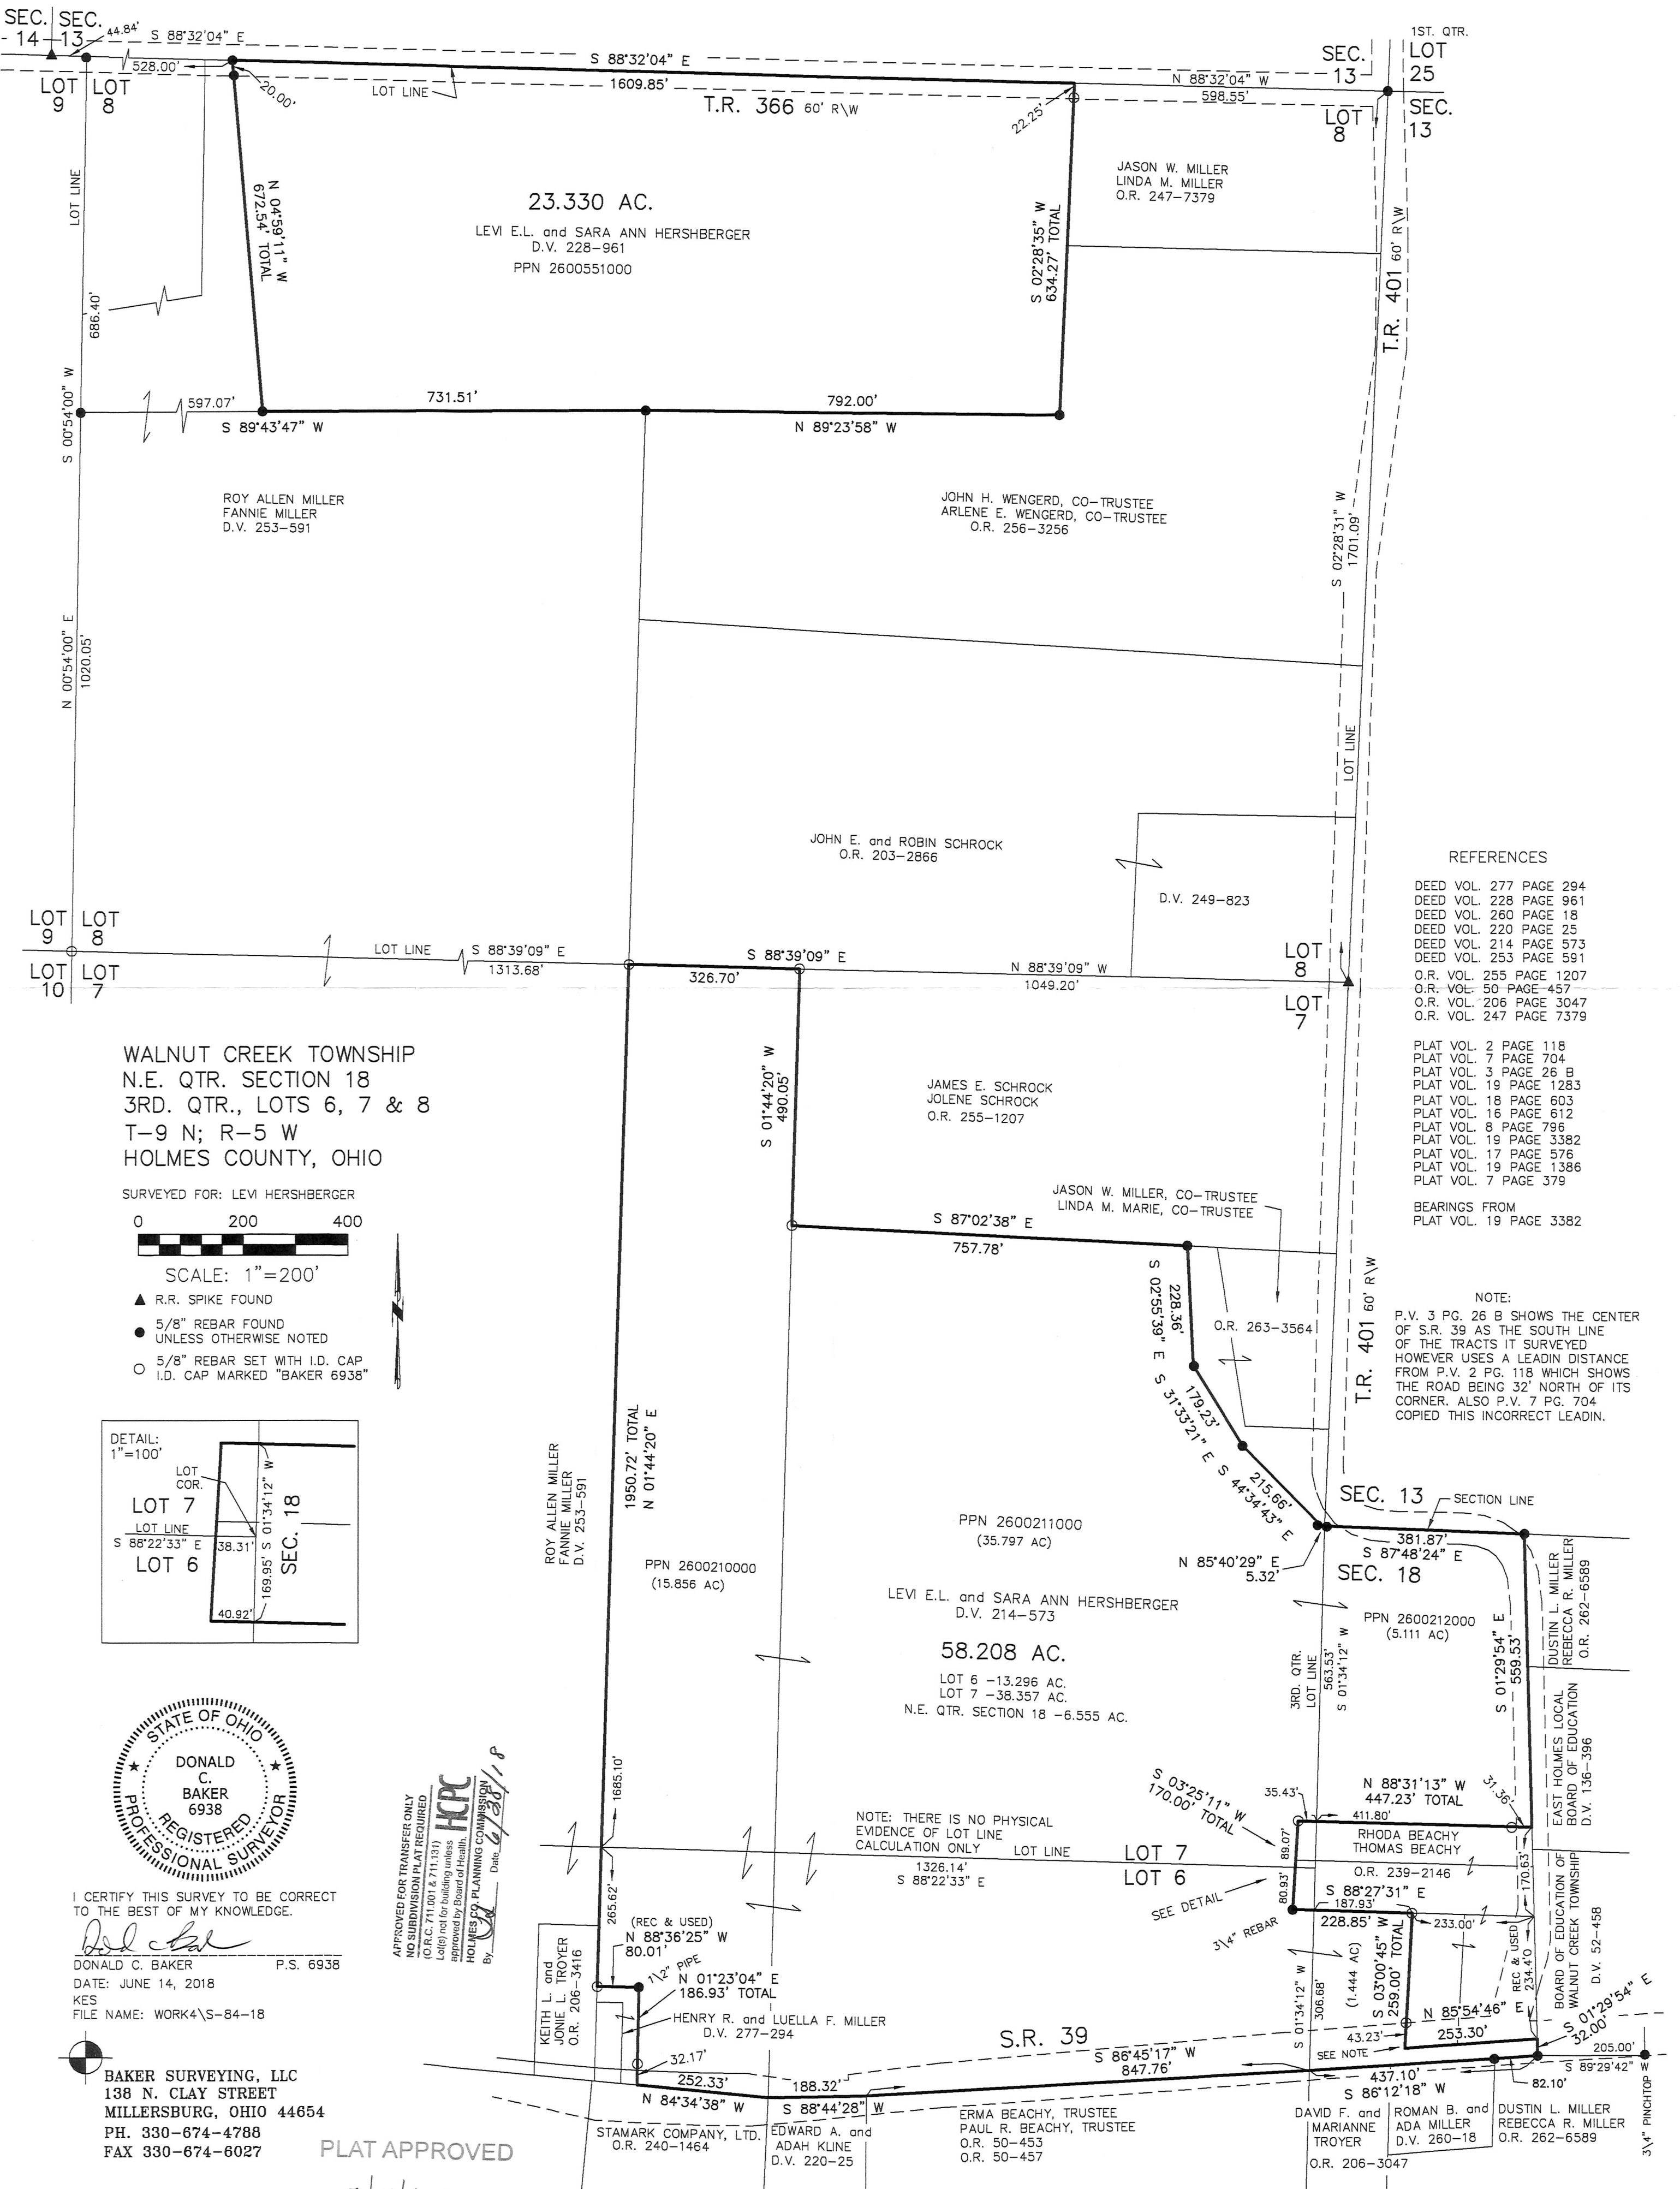 SEC. SEC.
14 13
44.84'
S 88°32'04" E
528.00'
LOT LOT
9 8
20.00'
LOT LINE
S 88°32'04" E
1609.85'
T.R. 366 60' R\W
22.25'
N 88°32'04" W
598.55'
SEC.
13
LOT
8
1ST. QTR.
LOT
25
SEC.
13
JASON W. MILLER
LINDA M. MILLER
O.R. 247-7379
LOT LINE
N 04°59'11" W
672.54' TOTAL
23.330 AC.
LEVI E.L. and SARA ANN HERSHBERGER
D.V. 228-961
PPN 2600551000
S 02°28'35" W
634.27' TOTAL
T.R. 401 60' R/W
686.40'
S 00°54'00" W
597.07'
S 89°43'47" W
731.51'
792.00'
N 89°23'58" W
ROY ALLEN MILLER
FANNIE MILLER
D.V. 253-591
JOHN H. WENGERD, CO-TRUSTEE
ARLENE E. WENGERD, CO-TRUSTEE
O.R. 256-3256
S 02°28'31" W
1701.09'
N 00°54'00" E
1020.05'
LOT LINE
JOHN E. and ROBIN SCHROCK
O.R. 203-2866
D.V. 249-823
LOT LOT
9 8
LOT LOT
10 7
LOT LINE
S 88°39'09" E
1313.68'
S 88°39'09" E
326.70'
N 88°39'09" W
1049.20'
LOT
8
LOT
7
REFERENCES
DEED VOL. 277 PAGE 294
DEED VOL. 228 PAGE 961
DEED VOL. 260 PAGE 18
DEED VOL. 220 PAGE 25
DEED VOL. 214 PAGE 573
DEED VOL. 253 PAGE 591
O.R. VOL. 255 PAGE 1207
O.R. VOL. 50 PAGE 457
O.R. VOL. 206 PAGE 3047
O.R. VOL. 247 PAGE 7379
PLAT VOL. 2 PAGE 118
PLAT VOL. 7 PAGE 704
PLAT VOL. 3 PAGE 26 B
PLAT VOL. 19 PAGE 1283
PLAT VOL. 18 PAGE 603
PLAT VOL. 16 PAGE 612
PLAT VOL. 8 PAGE 796
PLAT VOL. 19 PAGE 3382
PLAT VOL. 17 PAGE 576
PLAT VOL. 19 PAGE 1386
PLAT VOL. 7 PAGE 379
BEARINGS FROM
PLAT VOL. 19 PAGE 3382
WALNUT CREEK TOWNSHIP
N.E. QTR. SECTION 18
3RD. QTR., LOTS 6, 7 & 8
T-9 N; R-5 W
HOLMES COUNTY, OHIO
SURVEYED FOR: LEVI HERSHBERGER
0 200 400
SCALE: 1"=200'
R.R. SPIKE FOUND
5/8" REBAR FOUND
UNLESS OTHERWISE NOTED
5/8" REBAR SET WITH I.D. CAP
I.D. CAP MARKED "BAKER 6938"
S 01°44'20" W
490.05'
JAMES E. SCHROCK
JOLENE SCHROCK
O.R. 255-1207
JASON W. MILLER, CO-TRUSTEE
LINDA M. MARIE, CO-TRUSTEE
S 87°02'38" E
757.78'
228.36'
S 02°55'39" E
O.R. 263-3564
179.23'
S 31°33'21" E
215.66'
S 44°34'43" E
T.R. 401 60' R\W
NOTE:
P.V. 3 PG. 26 B SHOWS THE CENTER
OF S.R. 39 AS THE SOUTH LINE
OF THE TRACTS IT SURVEYED
HOWEVER USES A LEADIN DISTANCE
FROM P.V. 2 PG. 118 WHICH SHOWS
THE ROAD BEING 32' NORTH OF ITS
CORNER. ALSO P.V. 7 PG. 704
COPIED THIS INCORRECT LEADIN.
DETAIL:
1"=100'
LOT
COR.
LOT 7
LOT LINE
S 88°22'33" E
LOT 6
38.31'
169.95' S 01°34'12" W
SEC. 18
40.92'
ROY ALLEN MILLER
FANNIE MILLER
D.V. 253-591
1950.72' TOTAL
N 01°44'20" E
PPN 2600210000
(15.856 AC)
PPN 2600211000
(35.797 AC)
N 85°40'29" E
5.32'
SEC. 13
SECTION LINE
381.87'
S 87°48'24" E
SEC. 18
LEVI E.L. and SARA ANN HERSHBERGER
D.V. 214-573
58.208 AC.
LOT 6 -13.296 AC.
LOT 7 -38.357 AC.
N.E. QTR. SECTION 18 -6.555 AC.
PPN 2600212000
(5.111 AC)
3RD. QTR.
LOT LINE
563.53'
S 01°34'12" W
S 01°29'54" E
559.53'
DUSTIN L. MILLER
REBECCA R. MILLER
O.R. 262-6589
EAST HOLMES LOCAL
BOARD OF EDUCATION
D.V. 136-396
STATE OF OHIO
DONALD
C.
BAKER
6938
REGISTERED
PROFESSIONAL SURVEYOR
I CERTIFY THIS SURVEY TO BE CORRECT
TO THE BEST OF MY KNOWLEDGE.
DONALD C. BAKER P.S. 6938
DATE: JUNE 14, 2018
KES
FILE NAME: WORK4\S-84-18
APPROVED FOR TRANSFER ONLY
NO SUBDIVISION PLAT REQUIRED
(O.R.C. 711.001 & 711.131)
Lot(s) not for building unless
approved by Board of Health.
HCPC
HOLMES CO. PLANNING COMMISSION
By Date 6/28/18
1685.10'
265.62'
NOTE: THERE IS NO PHYSICAL
EVIDENCE OF LOT LINE
CALCULATION ONLY
LOT LINE
1326.14'
S 88°22'33" E
LOT 7
LOT 6
S 03°25'11" W
170.00' TOTAL
35.43'
N 88°31'13" W
447.23' TOTAL
411.80'
31.36'
89.07'
80.93'
RHODA BEACHY
THOMAS BEACHY
O.R. 239-2146
170.63'
SEE DETAIL
3\4" REBAR
S 88°27'31" E
187.93'
228.85'
233.00'
(1.444 AC)
S 03°00'45" W
259.00' TOTAL
S 01°34'12" W
306.68'
REC & USED
234.40
BOARD OF EDUCATION OF
WALNUT CREEK TOWNSHIP
D.V. 52-458
(REC & USED)
N 88°36'25" W
80.01'
1\2" PIPE
N 01°23'04" E
186.93' TOTAL
HENRY R. and LUELLA F. MILLER
D.V. 277-294
KEITH L. and
JONIE L. TROYER
O.R. 206-3416
32.17'
252.33'
N 84°34'38" W
188.32'
S 88°44'28" W
S.R. 39
S 86°45'17" W
847.76'
43.23'
SEE NOTE
N 85°54'46" E
253.30'
S 01°29'54" E
32.00'
437.10'
S 86°12'18" W
82.10'
205.00'
S 89°29'42" W
3\4" PINCHTOP
STAMARK COMPANY, LTD.
O.R. 240-1464
EDWARD A. and
ADAH KLINE
D.V. 220-25
ERMA BEACHY, TRUSTEE
PAUL R. BEACHY, TRUSTEE
O.R. 50-453
O.R. 50-457
DAVID F. and
MARIANNE
TROYER
O.R. 206-3047
ROMAN B. and
ADA MILLER
D.V. 260-18
DUSTIN L. MILLER
REBECCA R. MILLER
O.R. 262-6589
BAKER SURVEYING, LLC
138 N. CLAY STREET
MILLERSBURG, OHIO 44654
PH. 330-674-4788
FAX 330-674-6027
PLAT APPROVED